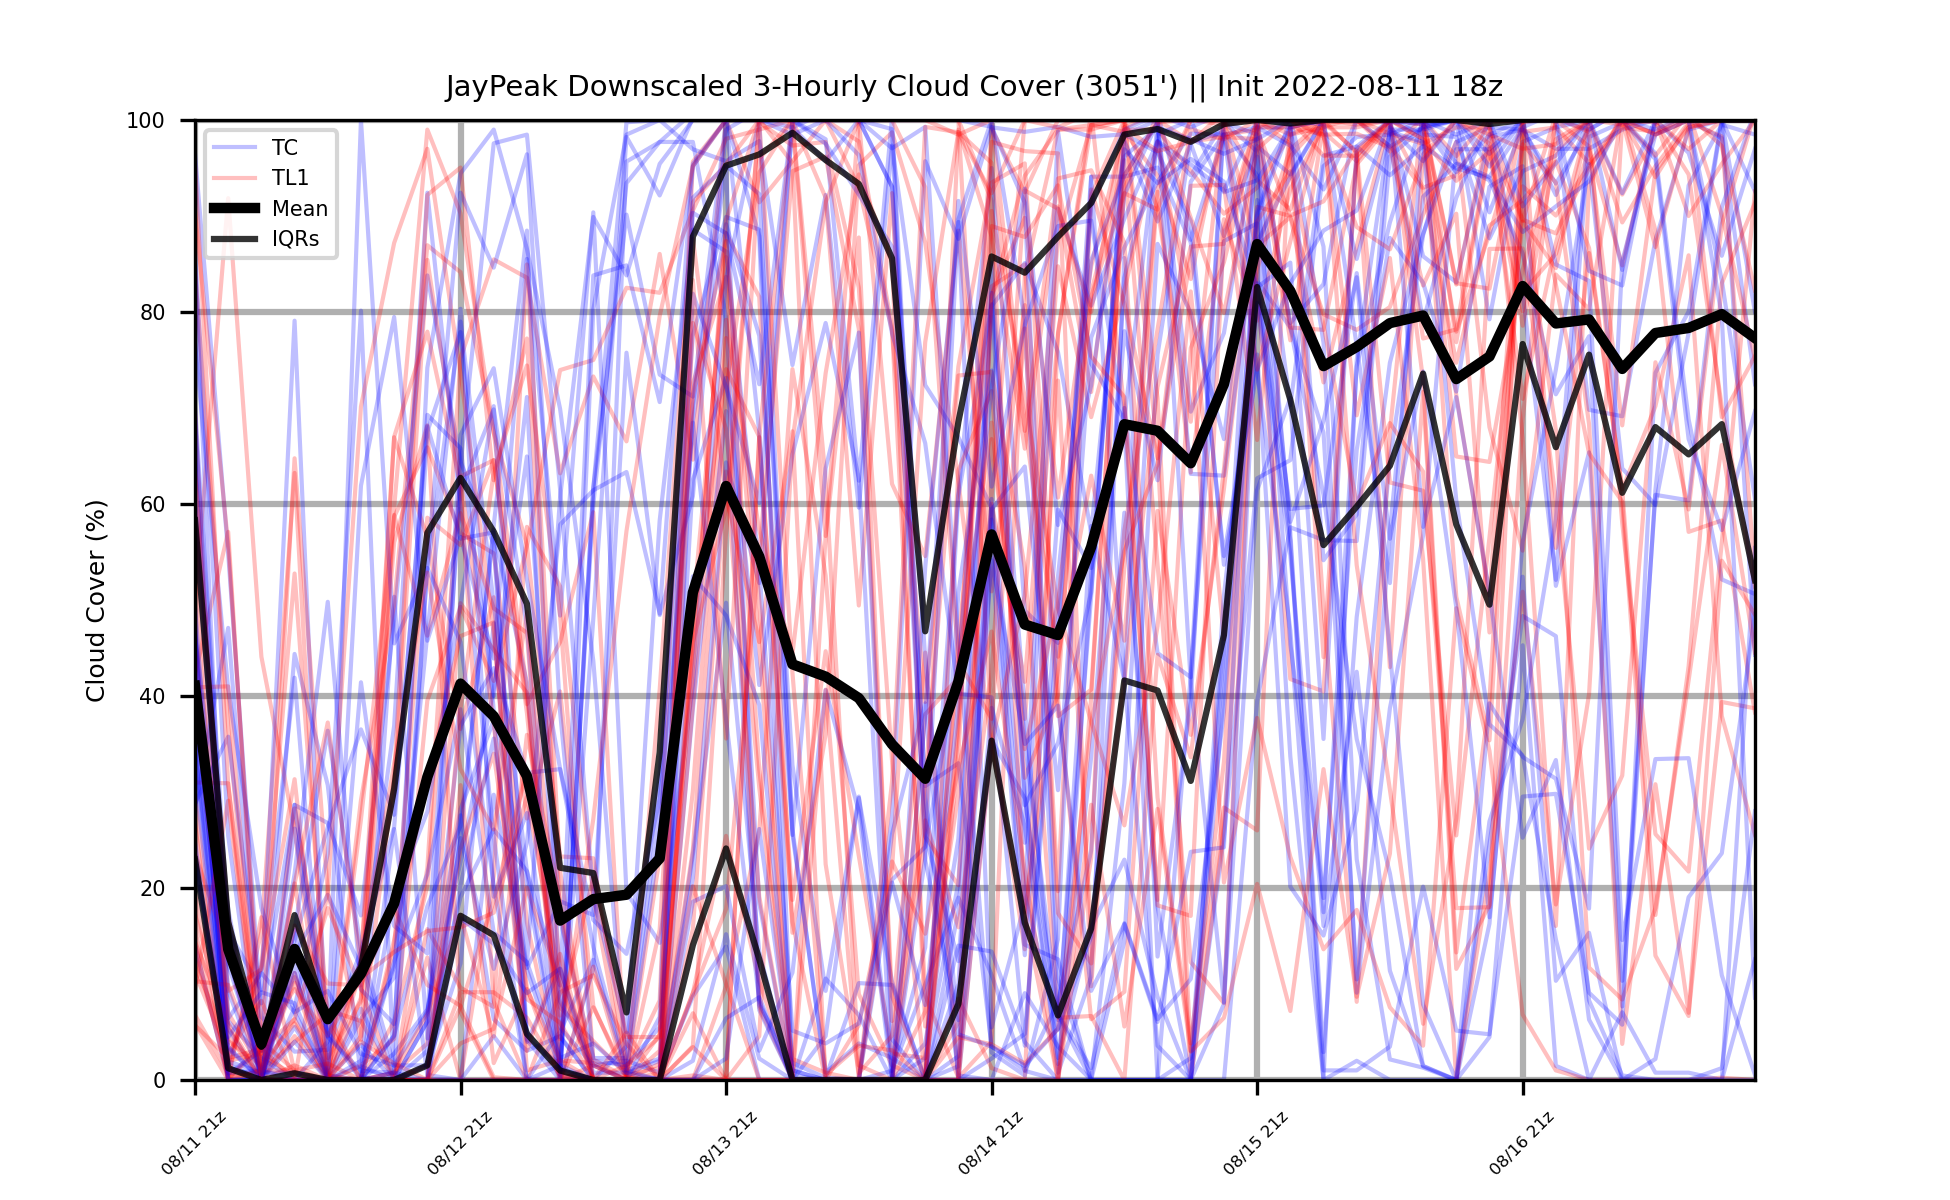 JayPeak Downscaled 3-Hourly Cloud Cover (3051') || Init 2022-08-11 18z
TC
TL1
Mean
IQRs
Cloud Cover (%)
100
80
60
40
20
0
08/11 21z
08/12 21z
08/13 21z
08/14 21z
08/15 21z
08/16 21z